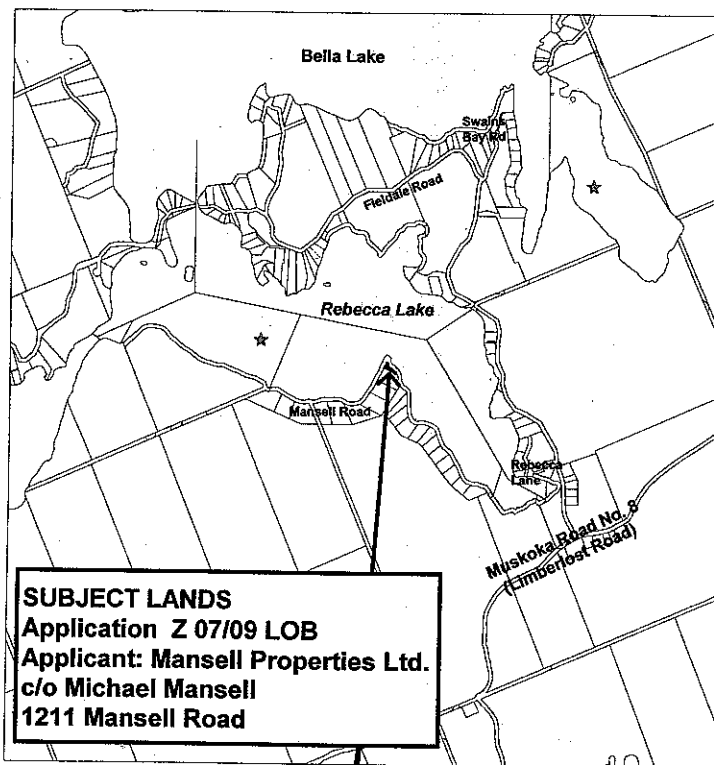 Bella Lake
Swains
Bay Rd
Fieldale Road
Rebecca Lake
Mansell Road
Rebecca
Lane
Muskoka Road No. 8
(Limberlost Road)
SUBJECT LANDS
Application Z 07/09 LOB
Applicant: Mansell Properties Ltd.
c/o Michael Mansell
1211 Mansell Road